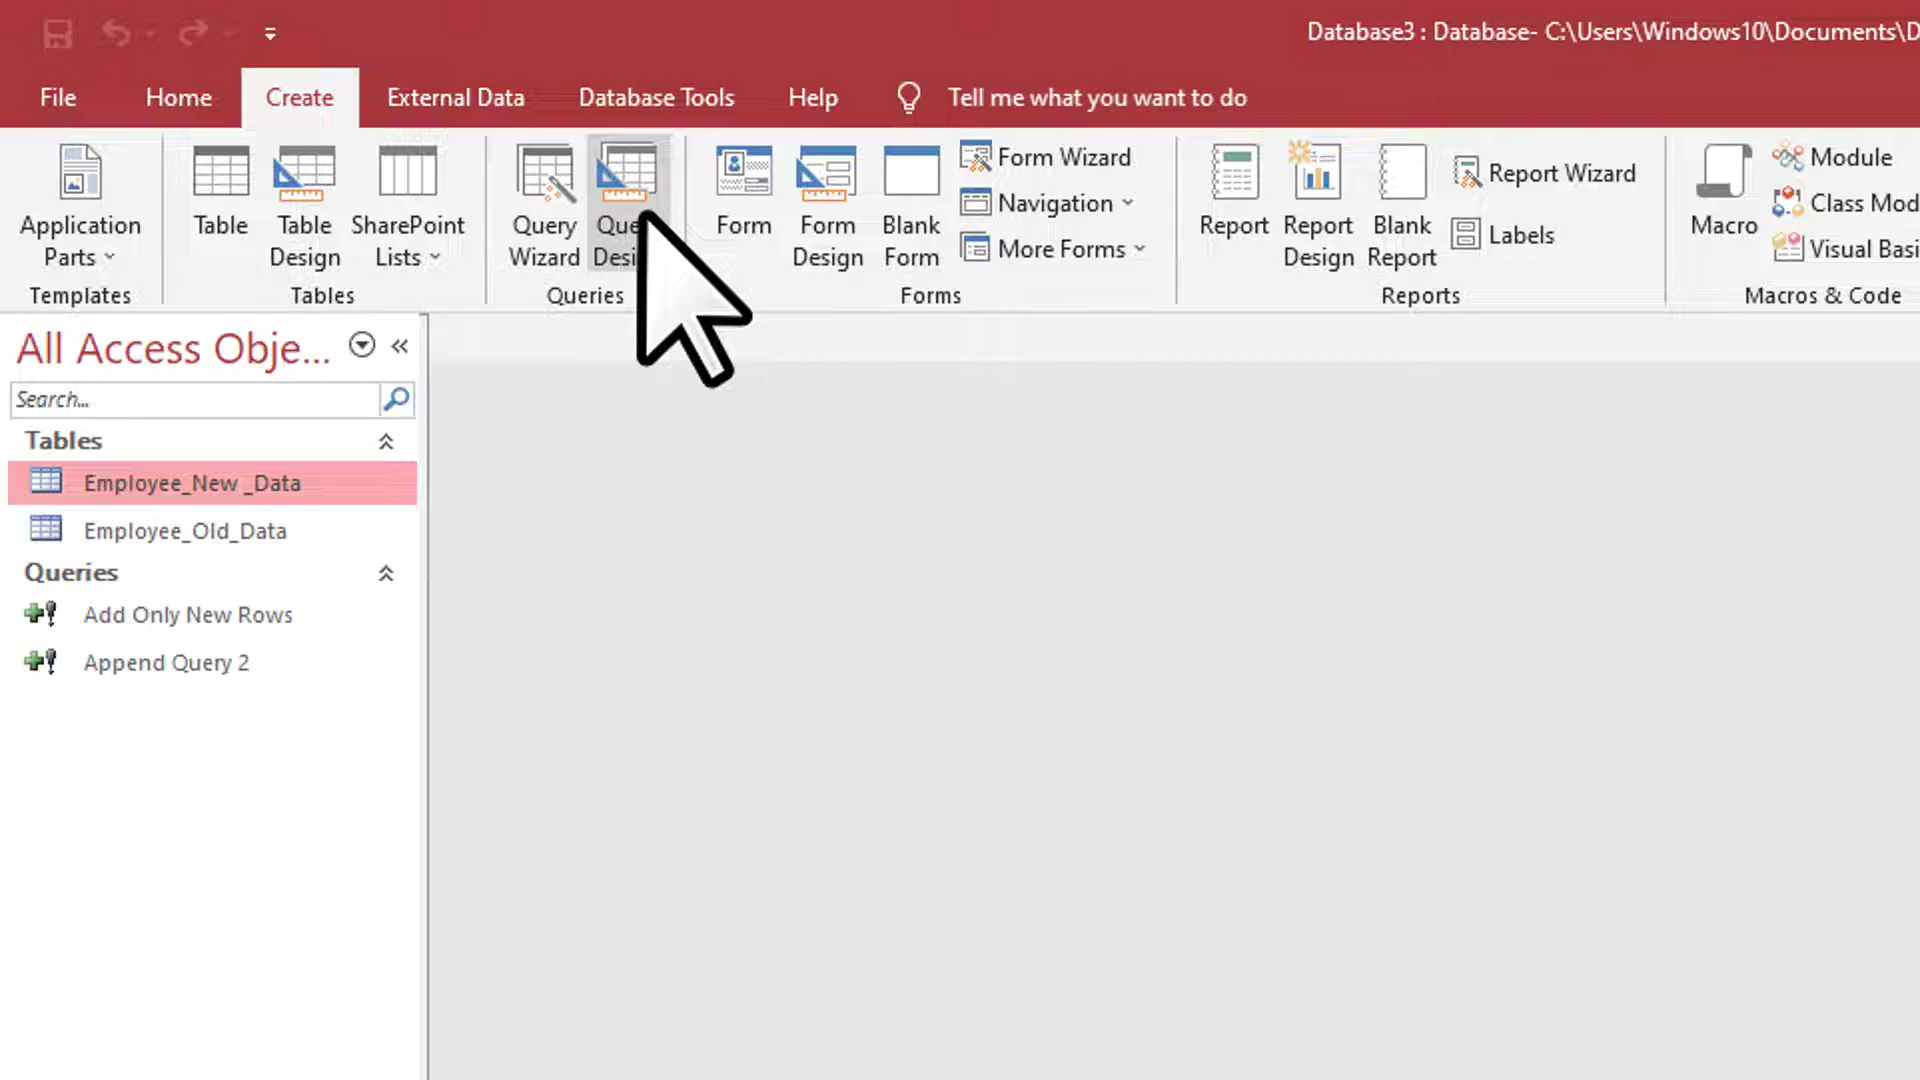 Database3 : Database- C:\Users\Windows10\Documents\D
File Home Create External Data Database Tools Help Tell me what you want to do
Application Parts
Table
Table Design
SharePoint Lists
Query Wizard
Form
Form Design
Blank Form
Form Wizard
Navigation
More Forms
Report
Report Design
Blank Report
Report Wizard
Labels
Macro
Module
Class Mod
Visual Basi
Templates Tables Queries Forms Reports Macros & Code
All Access Obje...
Search...
Tables
Employee_New _Data
Employee_Old_Data
Queries
Add Only New Rows
Append Query 2